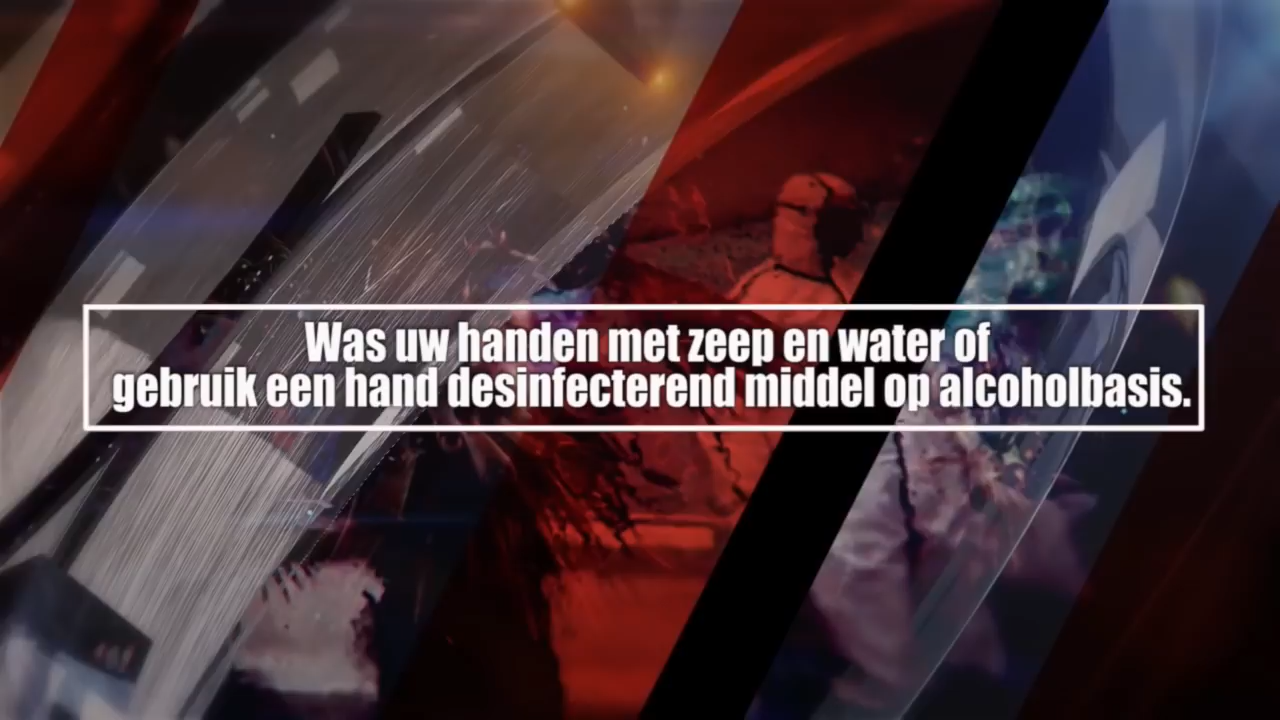 Was uw handen met zeep en water of
gebruik een hand desinfecterend middel op alcoholbasis.